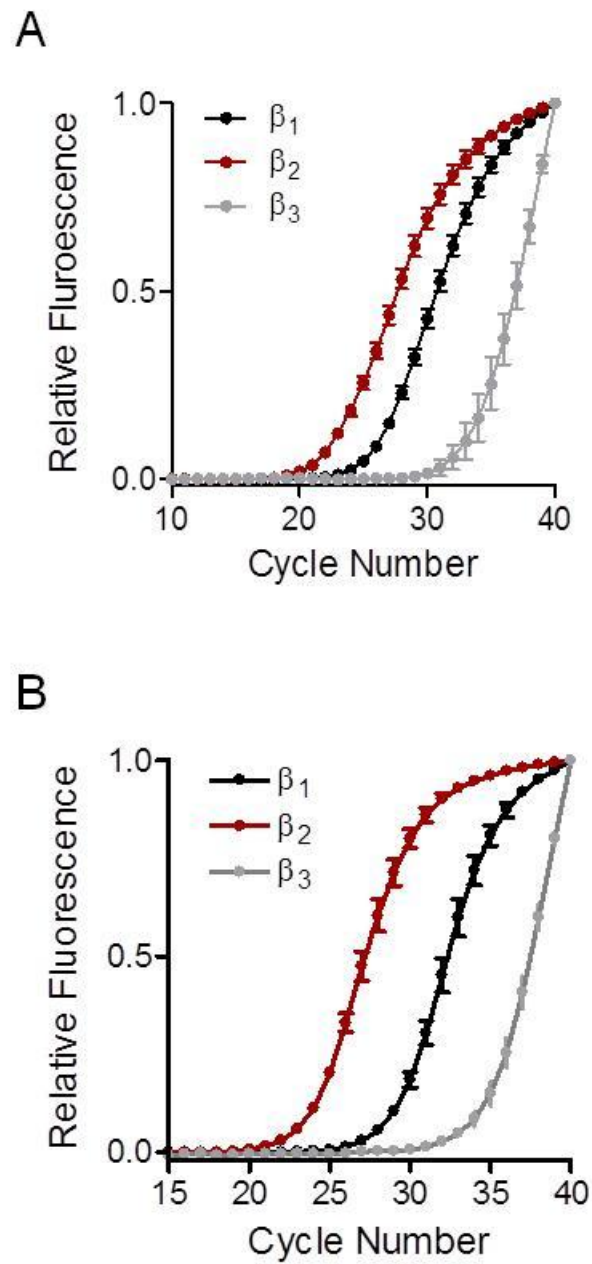 A
1.0
β1
β2
β3
0.5
0.0
Relative Fluroescence
10 20 30 40
Cycle Number
B
1.0
β1
β2
β3
0.5
0.0
Relative Fluorescence
15 20 25 30 35 40
Cycle Number